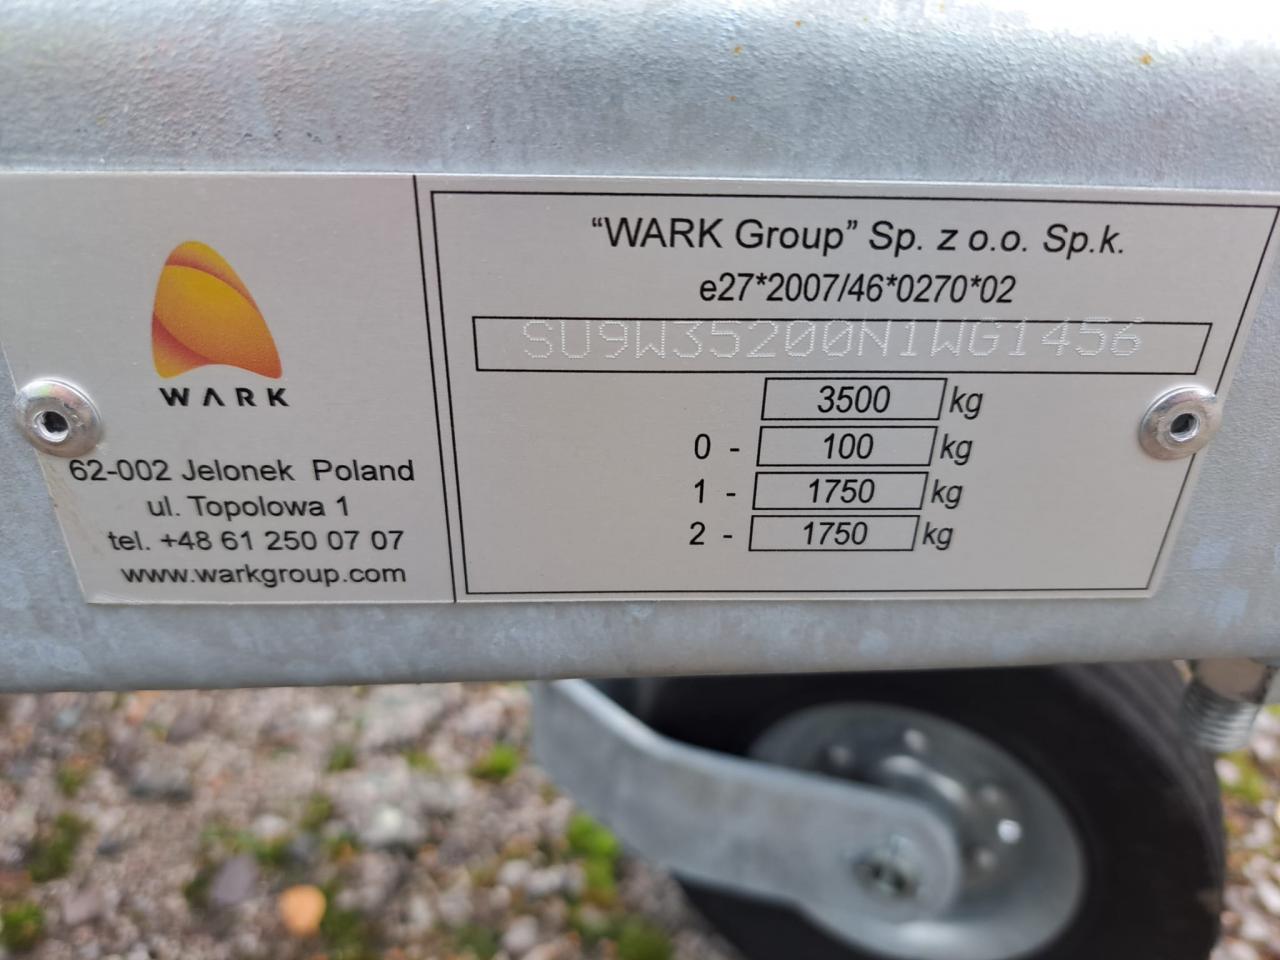 WARK
62-002 Jelonek Poland
ul. Topolowa 1
tel. +48 61 250 07 07
www.warkgroup.com
“WARK Group” Sp. z o.o. Sp.k.
e27*2007/46*0270*02
SU9W35200N1WG1456
3500 kg
0 - 100 kg
1 - 1750 kg
2 - 1750 kg